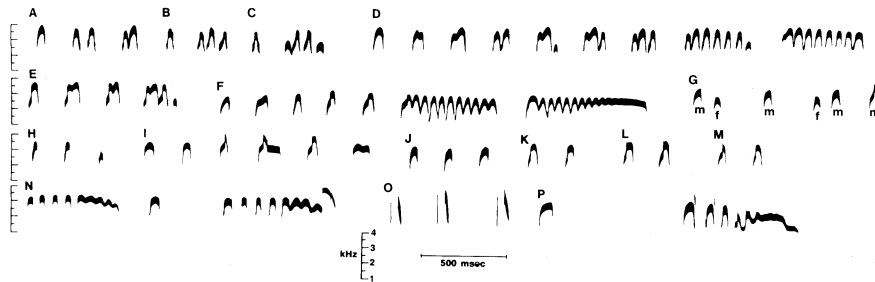 A B C D
E F G
m f m f m
H I J K L M
N O P
4
3
kHz 2
1
500 msec